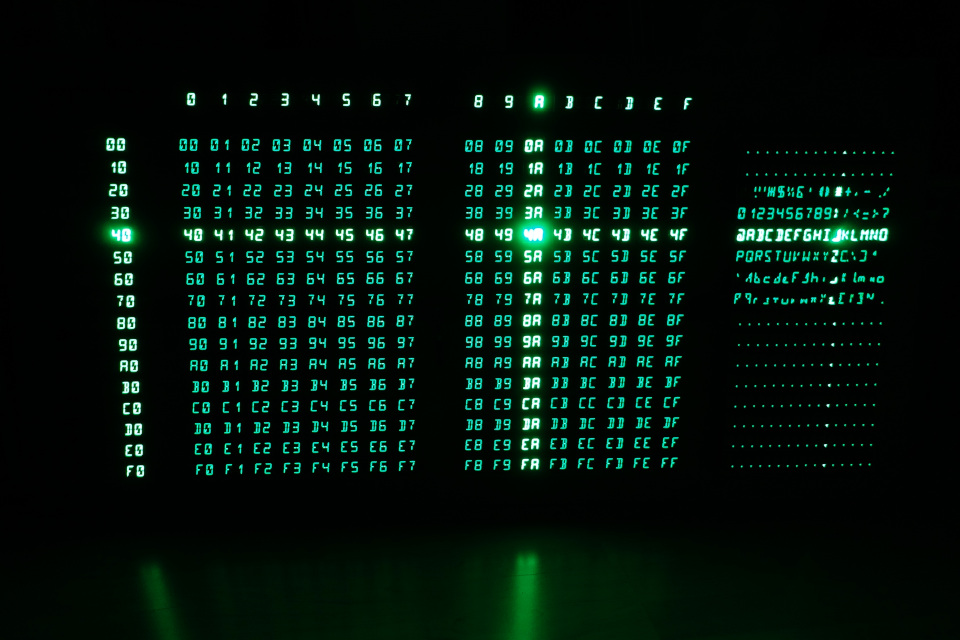 0 1 2 3 4 5 6 7 8 9 A B C D E F
00 00 01 02 03 04 05 06 07 08 09 0A 0B 0C 0D 0E 0F ................
10 10 11 12 13 14 15 16 17 18 19 1A 1B 1C 1D 1E 1F ................
20 20 21 22 23 24 25 26 27 28 29 2A 2B 2C 2D 2E 2F
30 30 31 32 33 34 35 36 37 38 39 3A 3B 3C 3D 3E 3F 0123456789:;<=>?
40 40 41 42 43 44 45 46 47 48 49 4A 4B 4C 4D 4E 4F @ABCDEFGHIJKLMNO
50 50 51 52 53 54 55 56 57 58 59 5A 5B 5C 5D 5E 5F
60 60 61 62 63 64 65 66 67 68 69 6A 6B 6C 6D 6E 6F
70 70 71 72 73 74 75 76 77 78 79 7A 7B 7C 7D 7E 7F
80 80 81 82 83 84 85 86 87 88 89 8A 8B 8C 8D 8E 8F ................
90 90 91 92 93 94 95 96 97 98 99 9A 9B 9C 9D 9E 9F ................
A0 A0 A1 A2 A3 A4 A5 A6 A7 A8 A9 AA AB AC AD AE AF ................
B0 B0 B1 B2 B3 B4 B5 B6 B7 B8 B9 BA BB BC BD BE BF ................
C0 C0 C1 C2 C3 C4 C5 C6 C7 C8 C9 CA CB CC CD CE CF ................
D0 D0 D1 D2 D3 D4 D5 D6 D7 D8 D9 DA DB DC DD DE DF ................
E0 E0 E1 E2 E3 E4 E5 E6 E7 E8 E9 EA EB EC ED EE EF ................
F0 F0 F1 F2 F3 F4 F5 F6 F7 F8 F9 FA FB FC FD FE FF ................